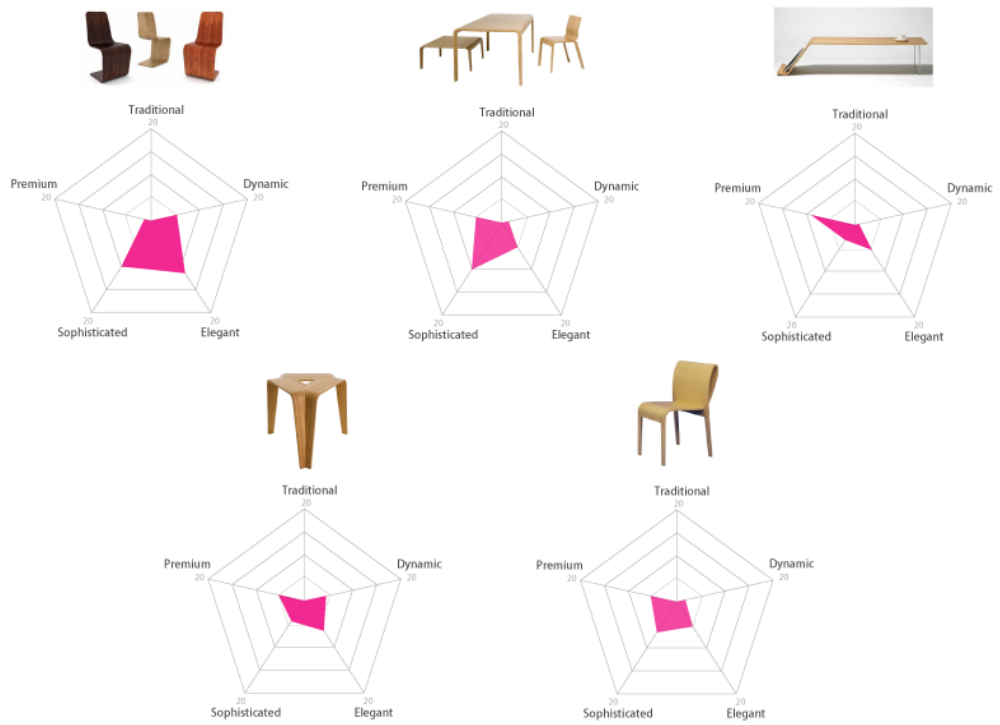 Traditional
20
Premium
20
Dynamic
20
Sophisticated
20
Elegant
20
Traditional
20
Premium
20
Dynamic
20
Sophisticated
20
Elegant
20
Traditional
20
Premium
20
Dynamic
20
Sophisticated
20
Elegant
20
Traditional
20
Premium
20
Dynamic
20
Sophisticated
20
Elegant
20
Traditional
20
Premium
20
Dynamic
20
Sophisticated
20
Elegant
20